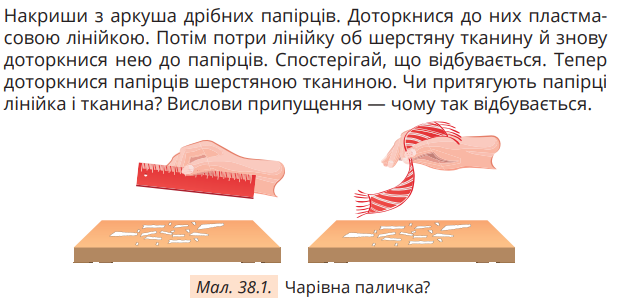 Накриши з аркуша дрібних папірців. Доторкнися до них пластма-
совою лінійкою. Потім потри лінійку об шерстяну тканину й знову
доторкнися нею до папірців. Спостерігай, що відбувається. Тепер
доторкнися папірців шерстяною тканиною. Чи притягують папірці
лінійка і тканина? Вислови припущення — чому так відбувається.
Мал. 38.1. Чарівна паличка?